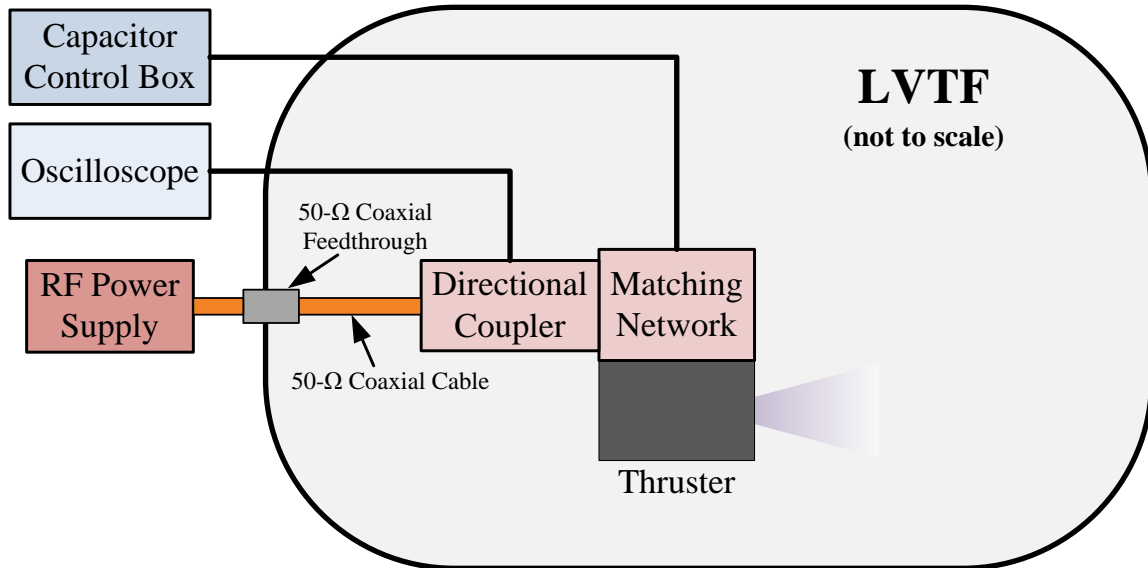 Capacitor
Control Box
LVTF
(not to scale)
Oscilloscope
50-Ω Coaxial
Feedthrough
RF Power
Supply
Directional
Coupler
Matching
Network
50-Ω Coaxial Cable
Thruster